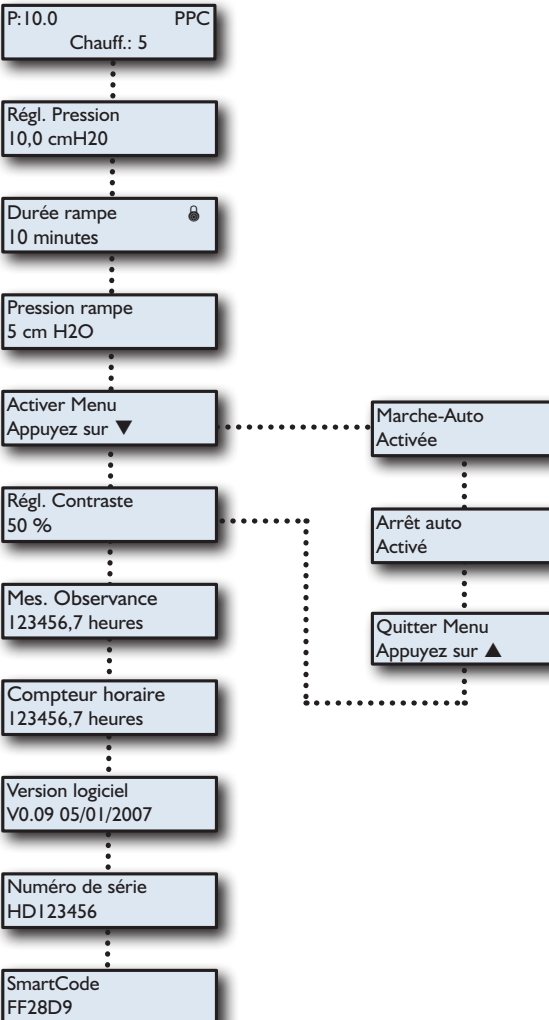 P:10.0 PPC
Chauff.: 5
Régl. Pression
10,0 cmH20
Durée rampe
10 minutes
Pression rampe
5 cm H2O
Activer Menu
Appuyez sur ▼
Marche-Auto
Activée
Régl. Contraste
50 %
Arrêt auto
Activé
Mes. Observance
123456,7 heures
Quitter Menu
Appuyez sur ▲
Compteur horaire
123456,7 heures
Version logiciel
V0.09 05/01/2007
Numéro de série
HD123456
SmartCode
FF28D9